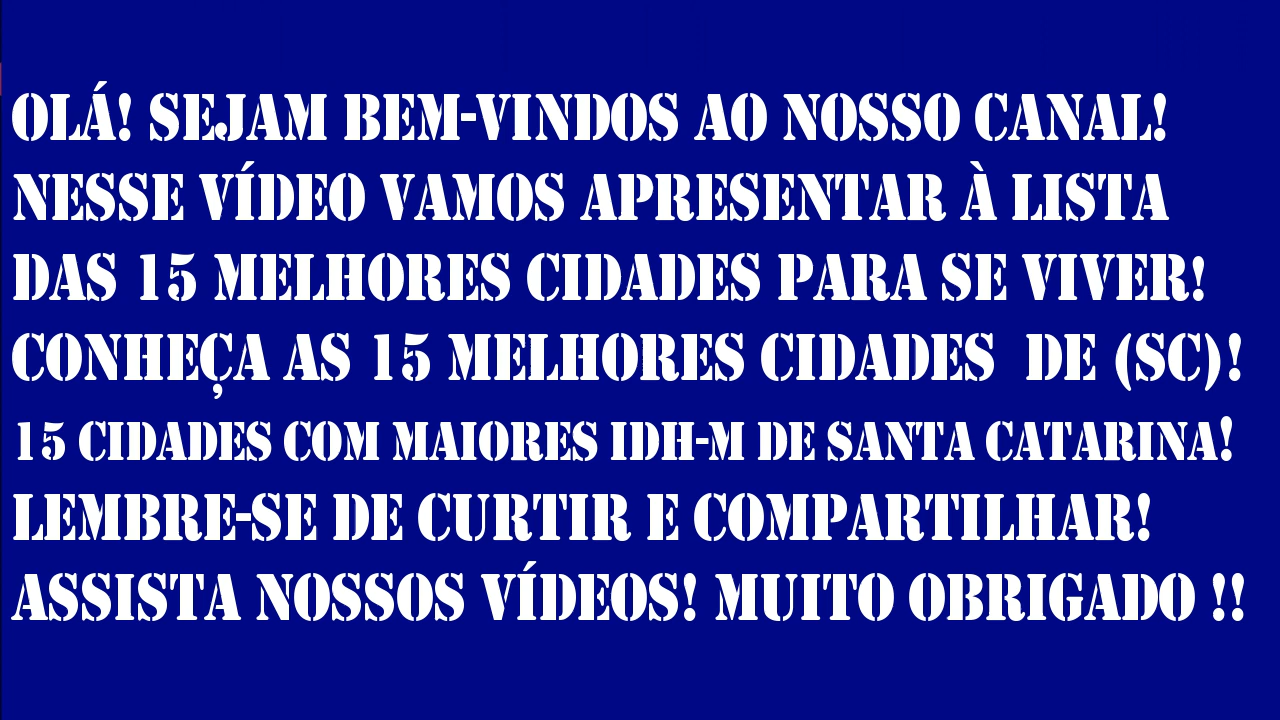 OLÁ! SEJAM BEM-VINDOS AO NOSSO CANAL!
NESSE VÍDEO VAMOS APRESENTAR À LISTA
DAS 15 MELHORES CIDADES PARA SE VIVER!
CONHEÇA AS 15 MELHORES CIDADES DE (SC)!
15 CIDADES COM MAIORES IDH-M DE SANTA CATARINA!
LEMBRE-SE DE CURTIR E COMPARTILHAR!
ASSISTA NOSSOS VÍDEOS! MUITO OBRIGADO !!